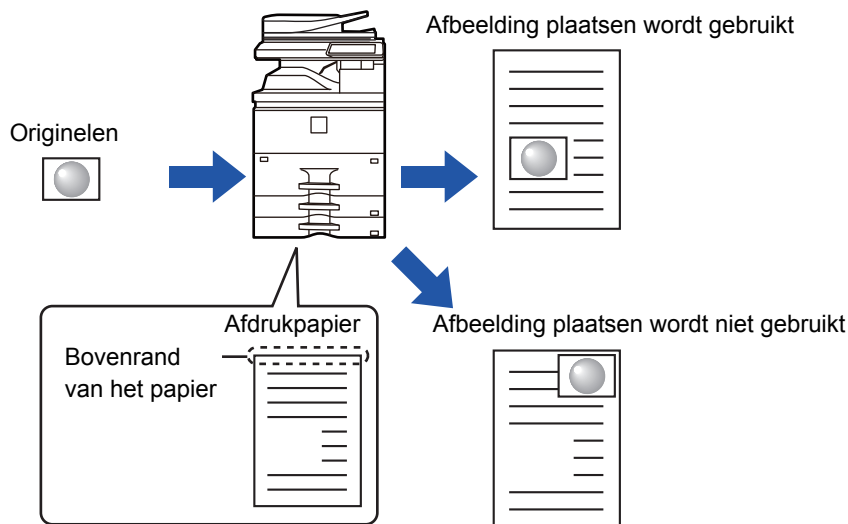 Afbeelding plaatsen wordt gebruikt
Originelen
Afdrukpapier
Bovenrand
van het papier
Afbeelding plaatsen wordt niet gebruikt